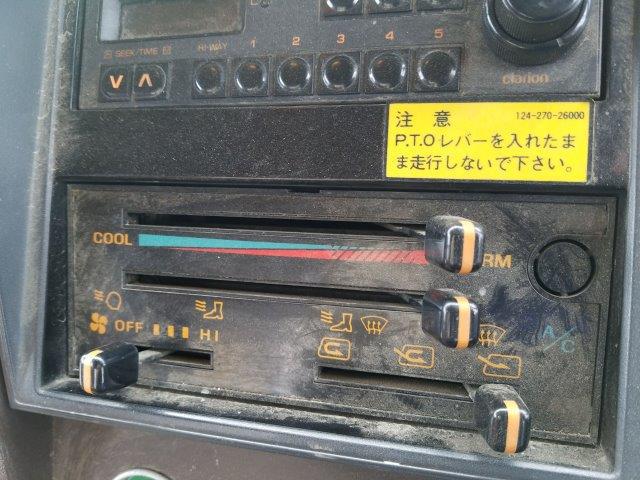 SEEK/TIME
HI-WAY 1 2 3 4 5
clarion
注意 124-270-26000
P.T.Oレバーを入れたま
ま走行しないで下さい。
COOL RM
OFF HI
A/C